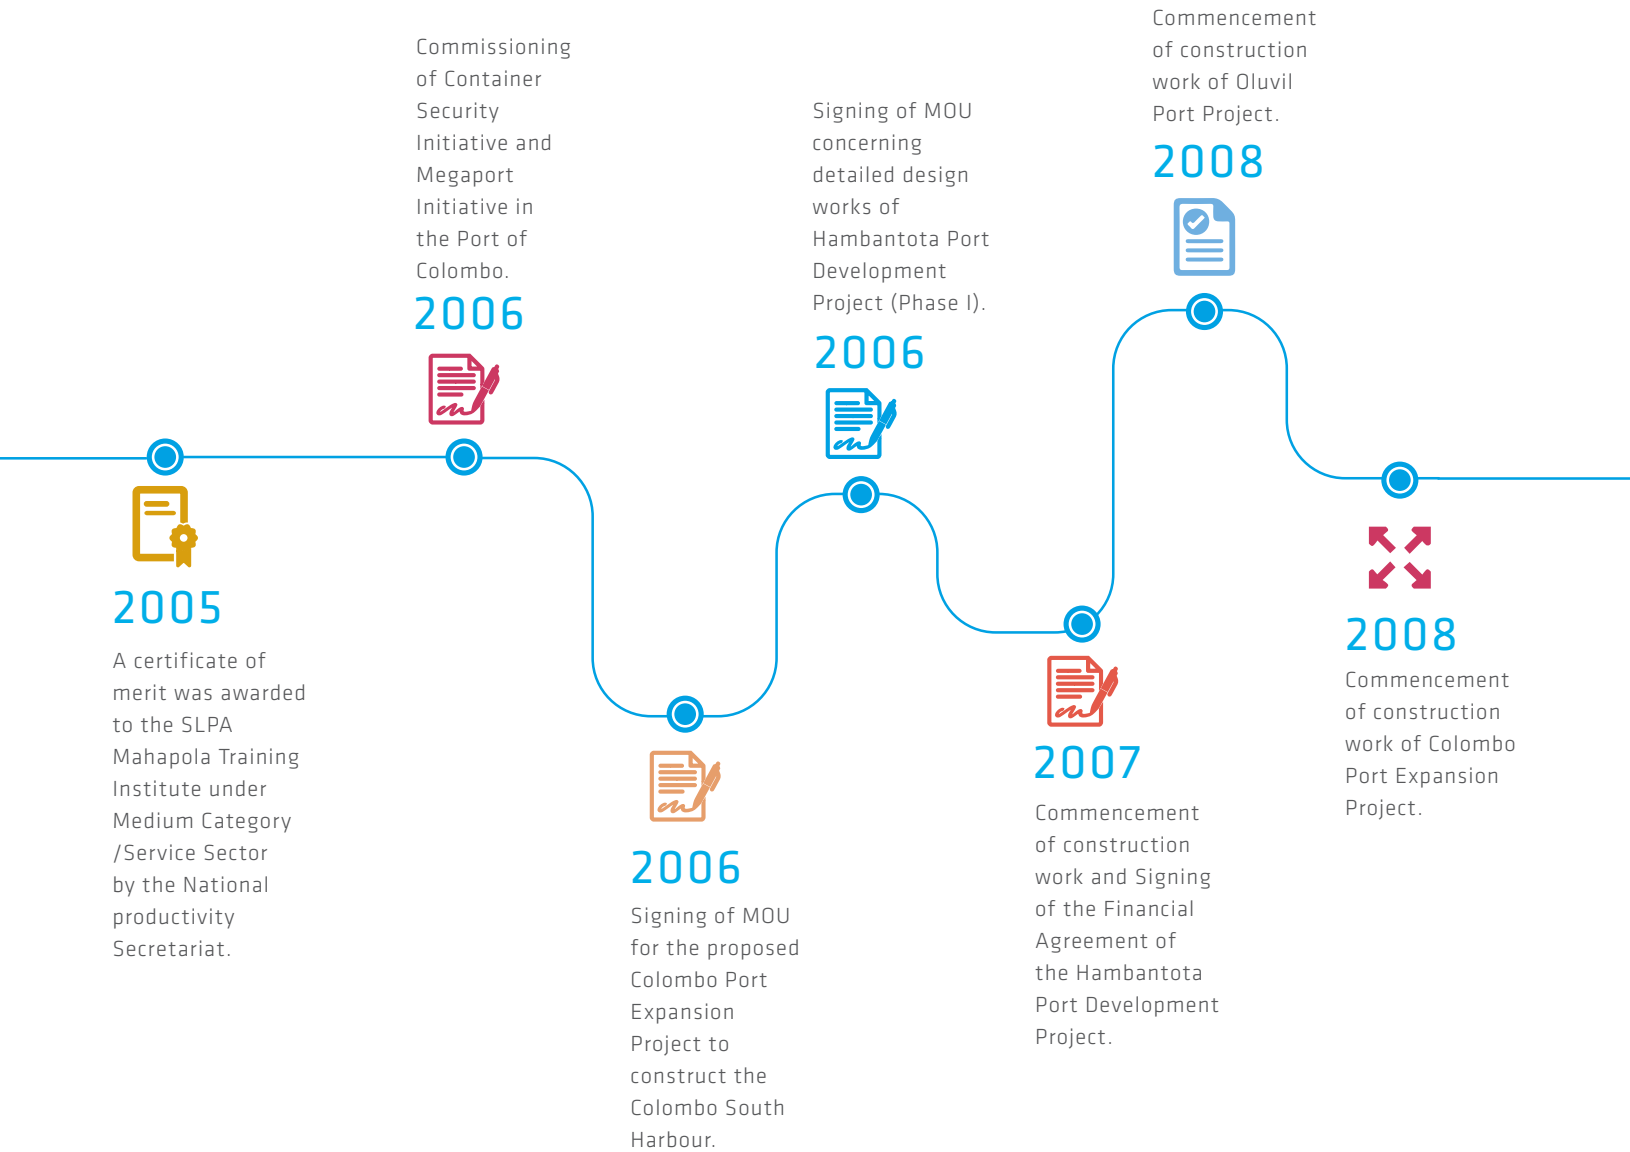 2005
A certificate of
merit was awarded
to the SLPA
Mahapola Training
Institute under
Medium Category
/Service Sector
by the National
productivity
Secretariat.
Commissioning
of Container
Security
Initiative and
Megaport
Initiative in
the Port of
Colombo.
2006
2006
Signing of MOU
for the proposed
Colombo Port
Expansion
Project to
construct the
Colombo South
Harbour.
Signing of MOU
concerning
detailed design
works of
Hambantota Port
Development
Project (Phase I).
2006
2007
Commencement
of construction
work and Signing
of the Financial
Agreement of
the Hambantota
Port Development
Project.
Commencement
of construction
work of Oluvil
Port Project.
2008
2008
Commencement
of construction
work of Colombo
Port Expansion
Project.